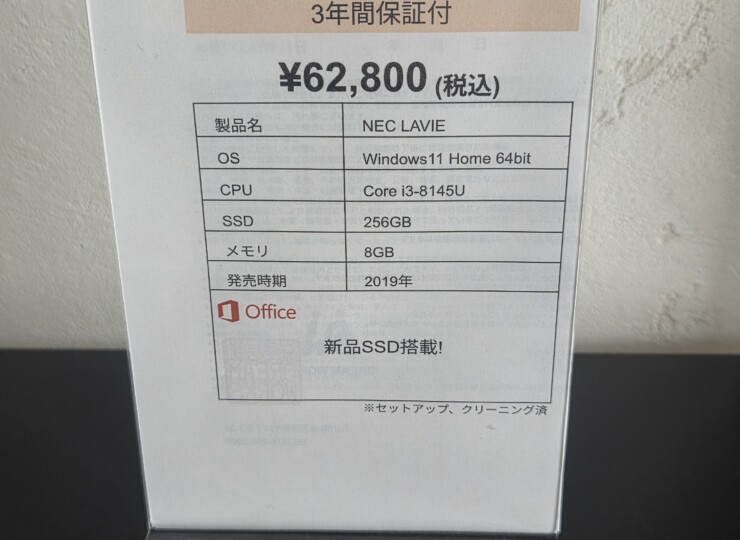 3年間保証付
¥62,800 (税込)
製品名 NEC LAVIE
OS Windows11 Home 64bit
CPU Core i3-8145U
SSD 256GB
メモリ 8GB
発売時期 2019年
Office
新品SSD搭載!
※セットアップ、クリーニング済